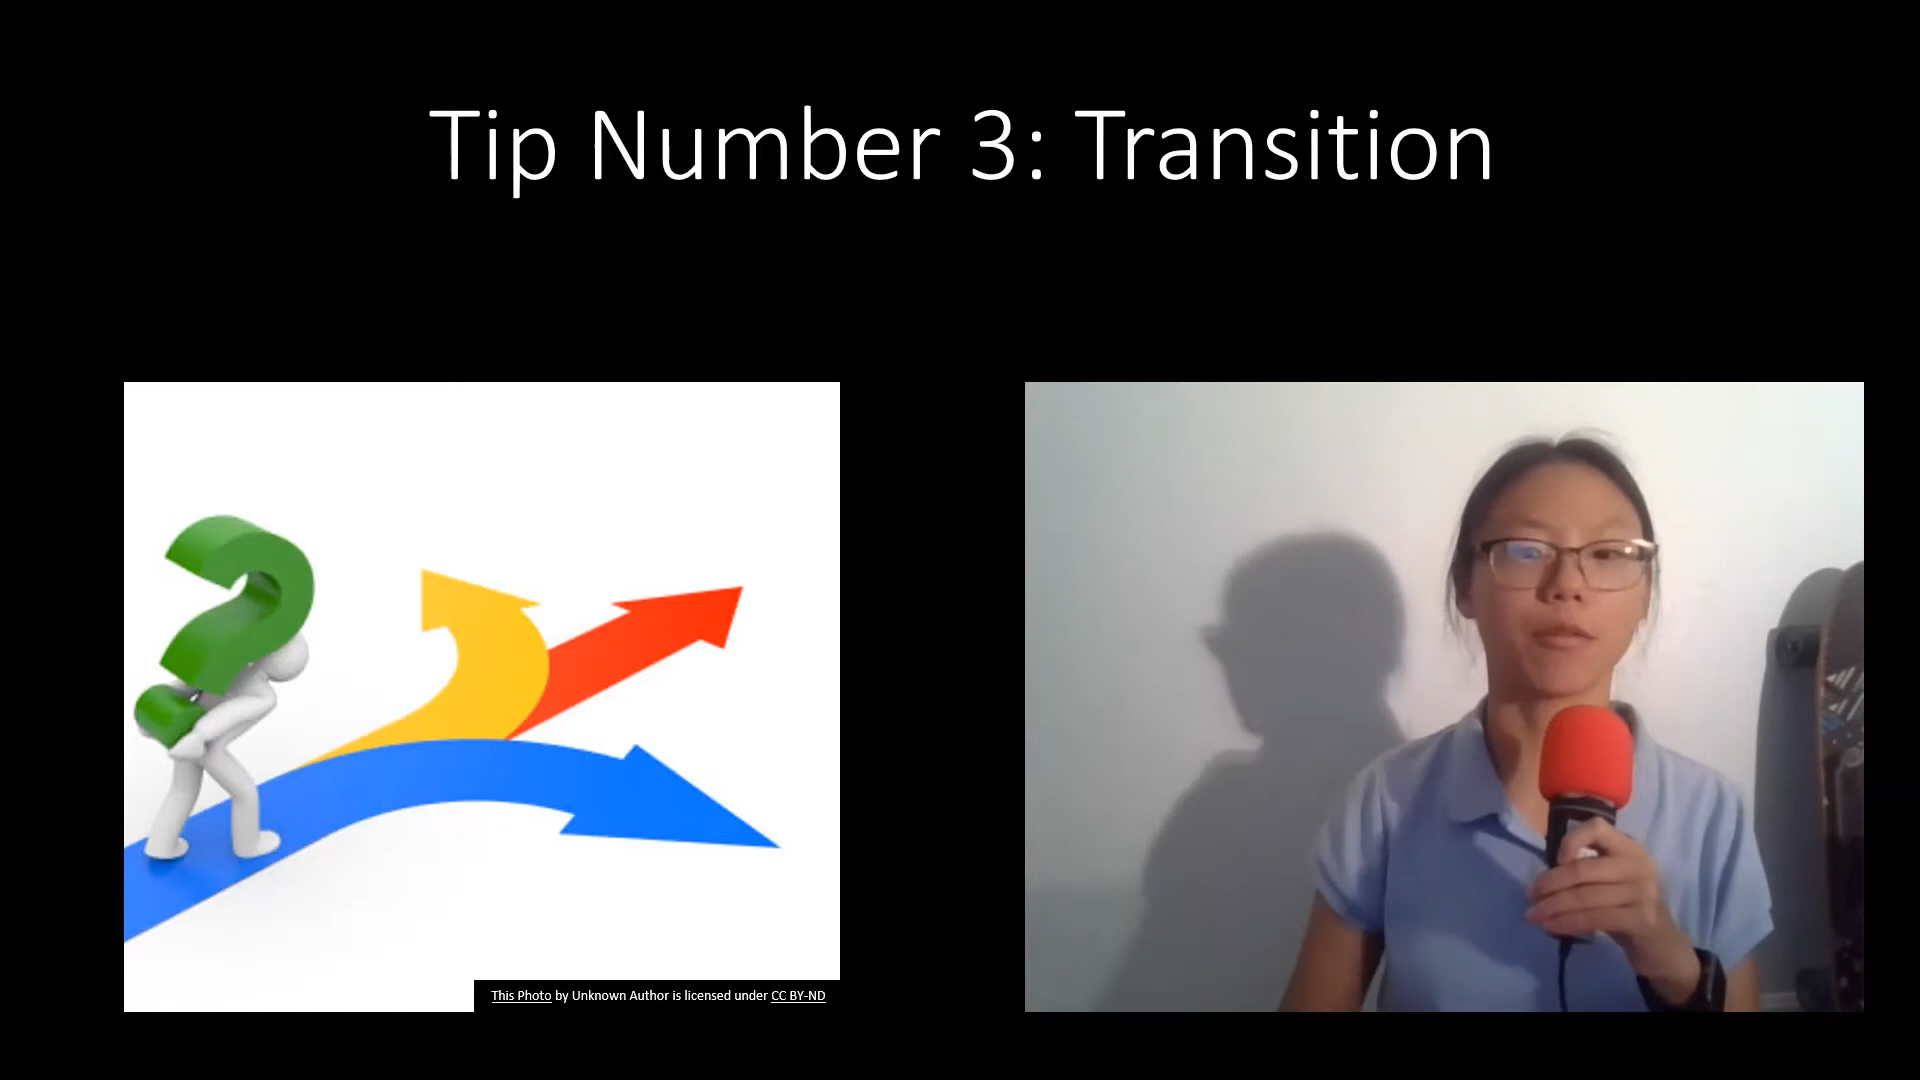 Tip Number 3: Transition
This Photo by Unknown Author is licensed under CC BY-ND